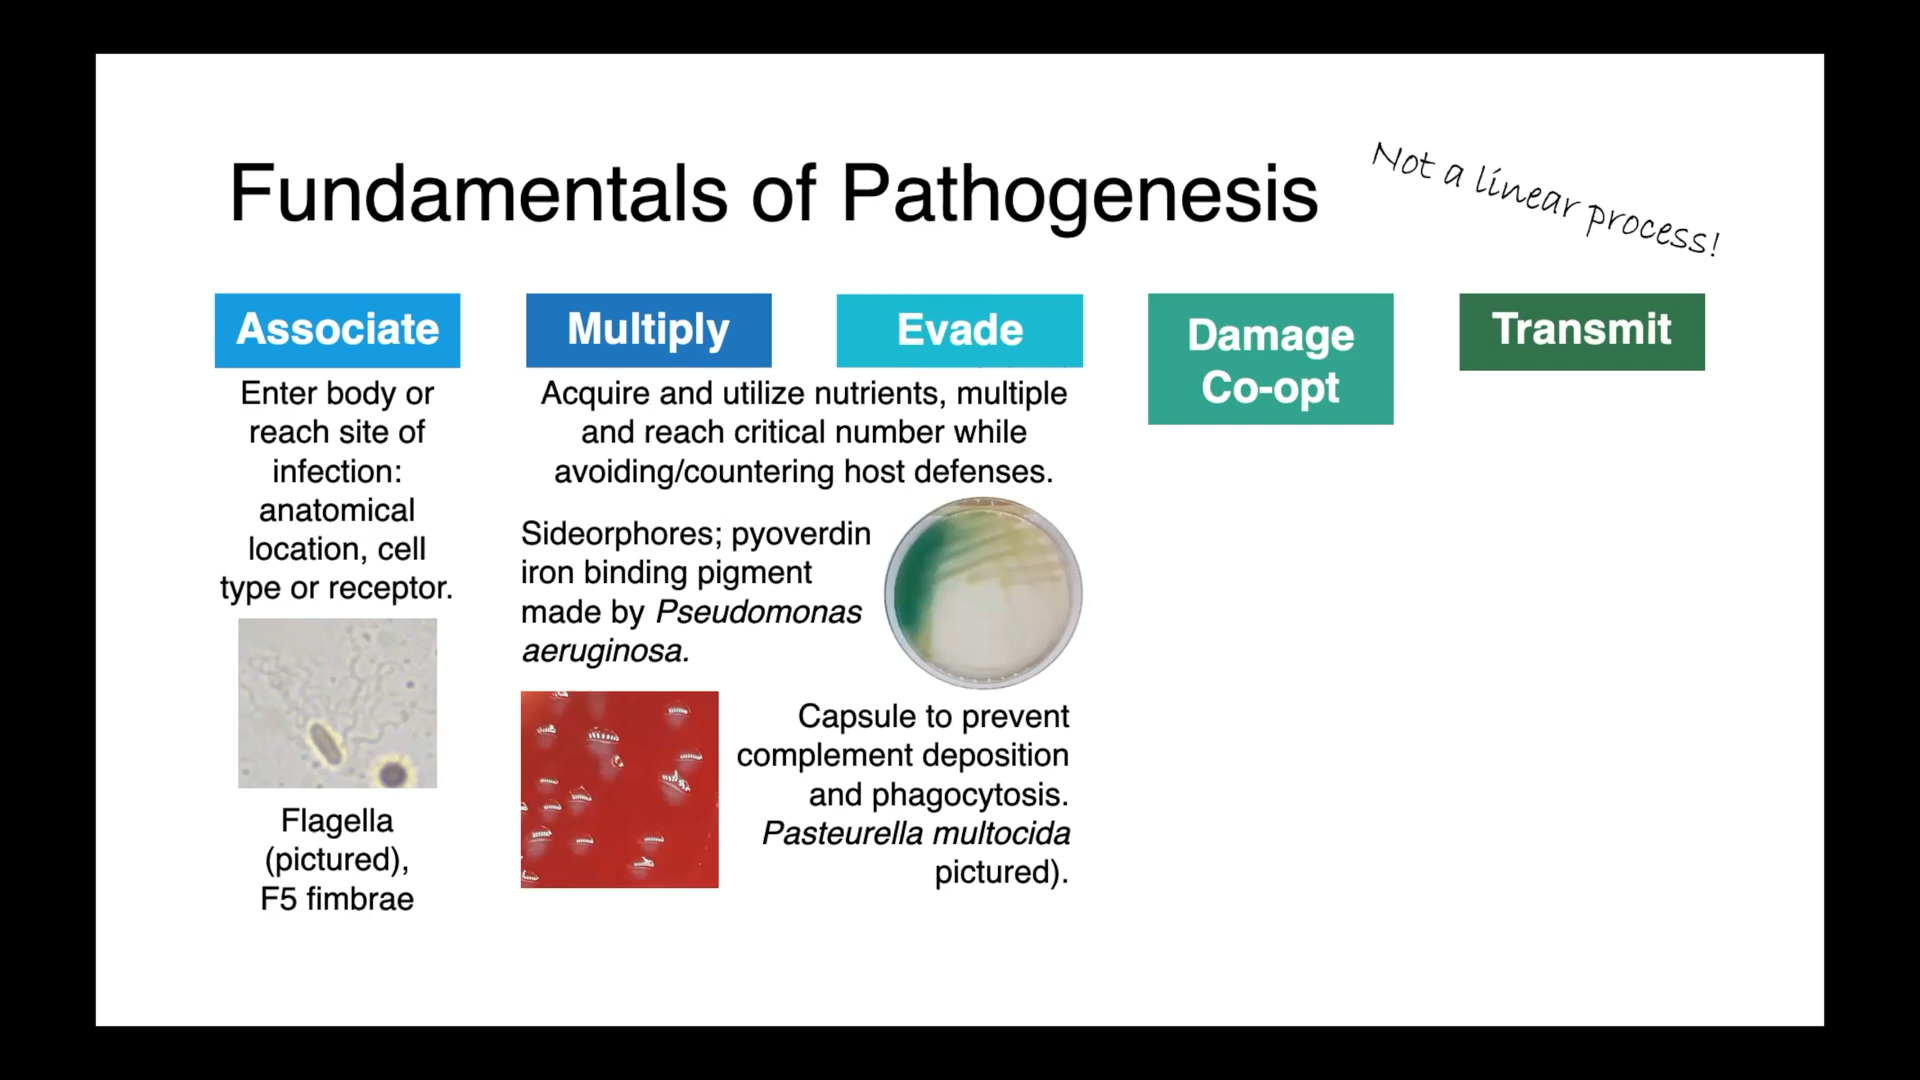 Fundamentals of Pathogenesis
Not a linear process!
Associate
Enter body or
reach site of
infection:
anatomical
location, cell
type or receptor.
Flagella
(pictured),
F5 fimbrae
Multiply
Evade
Acquire and utilize nutrients, multiple
and reach critical number while
avoiding/countering host defenses.
Sideorphores; pyoverdin
iron binding pigment
made by Pseudomonas
aeruginosa.
Capsule to prevent
complement deposition
and phagocytosis.
Pasteurella multocida
pictured).
Damage
Co-opt
Transmit